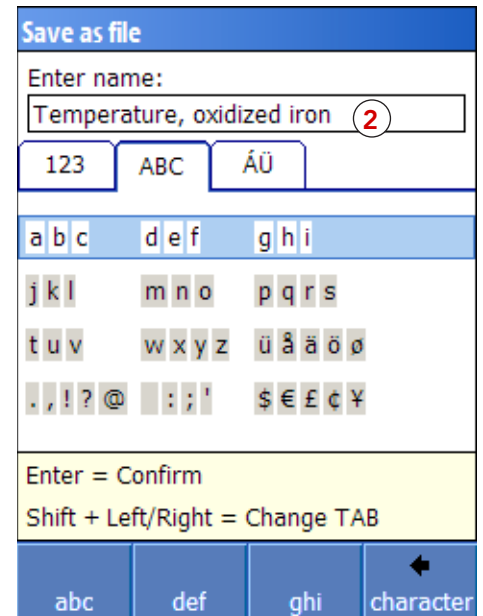 Save as file
Enter name:
Temperature, oxidized iron 2
123 ABC ÁÜ
a b c d e f g h i
j k l m n o p q r s
t u v w x y z ü å ä ö ø
. , ! ? @ : ; ' $ € £ ¢ ¥
Enter = Confirm
Shift + Left/Right = Change TAB
abc def ghi character